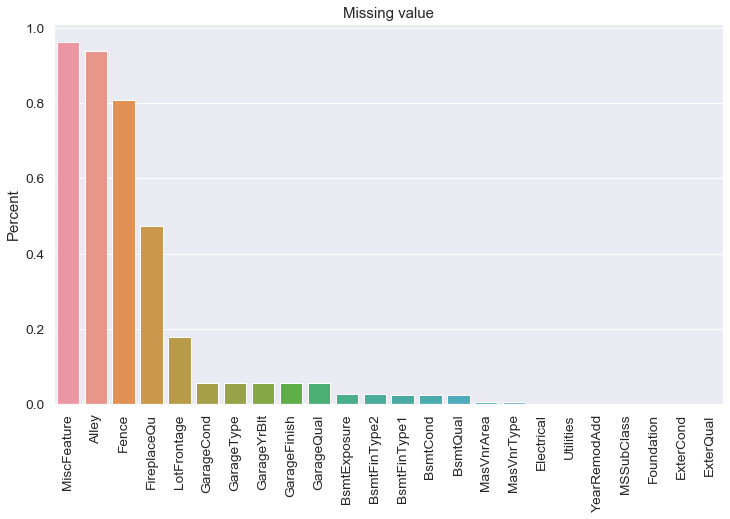 Missing value
1.0
0.8
0.6
0.4
0.2
0.0
Percent
MiscFeature
Alley
Fence
FireplaceQu
LotFrontage
GarageCond
GarageType
GarageYrBlt
GarageFinish
GarageQual
BsmtExposure
BsmtFinType2
BsmtFinType1
BsmtCond
BsmtQual
MasVnrArea
MasVnrType
Electrical
Utilities
YearRemodAdd
MSSubClass
Foundation
ExterCond
ExterQual